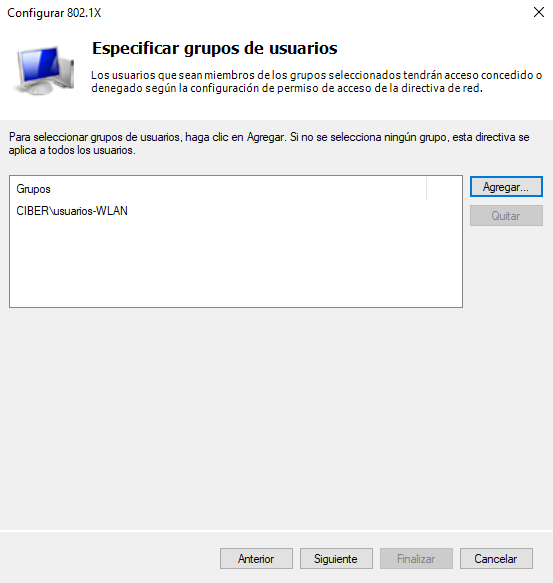 Configurar 802.1X
Especificar grupos de usuarios
Los usuarios que sean miembros de los grupos seleccionados tendrán acceso concedido o
denegado según la configuración de permiso de acceso de la directiva de red.
Para seleccionar grupos de usuarios, haga clic en Agregar. Si no se selecciona ningún grupo, esta directiva se
aplica a todos los usuarios.
Grupos
Agregar...
CIBER\usuarios-WLAN
Quitar
Anterior
Siguiente
Finalizar
Cancelar